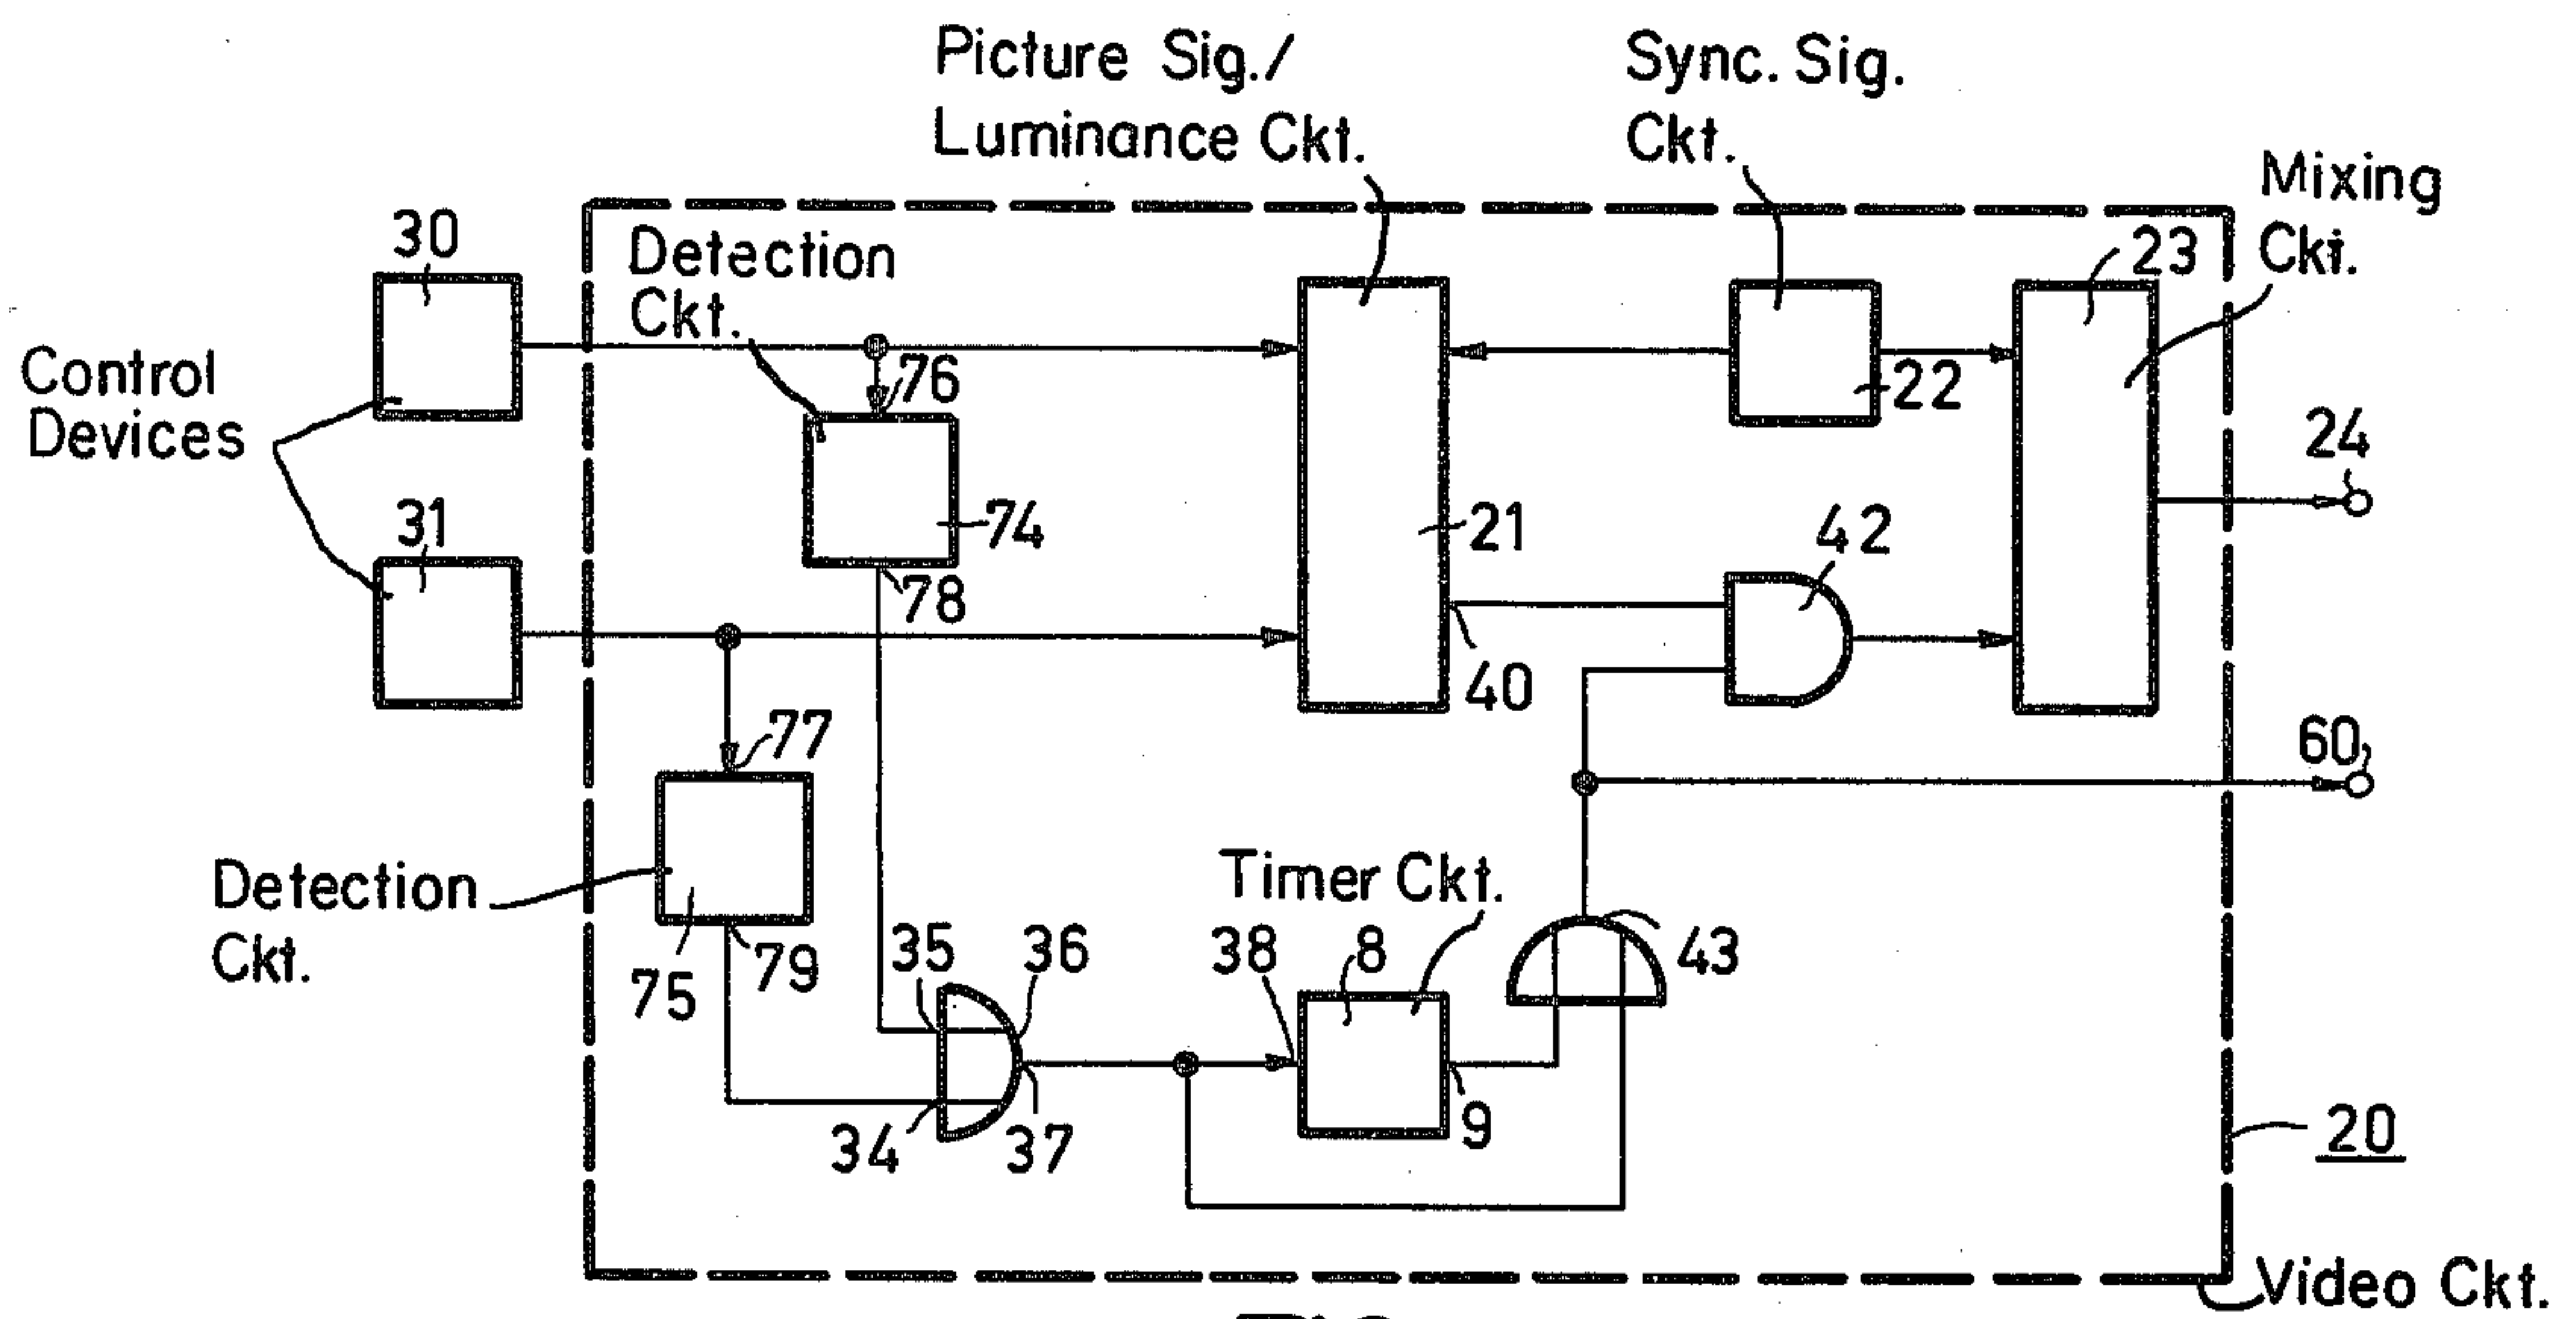 Picture Sig./
Luminance Ckt.
Sync. Sig.
Ckt.
Mixing
Ckt.
30
Detection
Ckt.
23
Control
Devices
76
22
24
31
74
21
42
78
40
77
60
Detection
Ckt.
75
79
35
36
38
Timer Ckt.
8
43
34
37
9
20
Video Ckt.